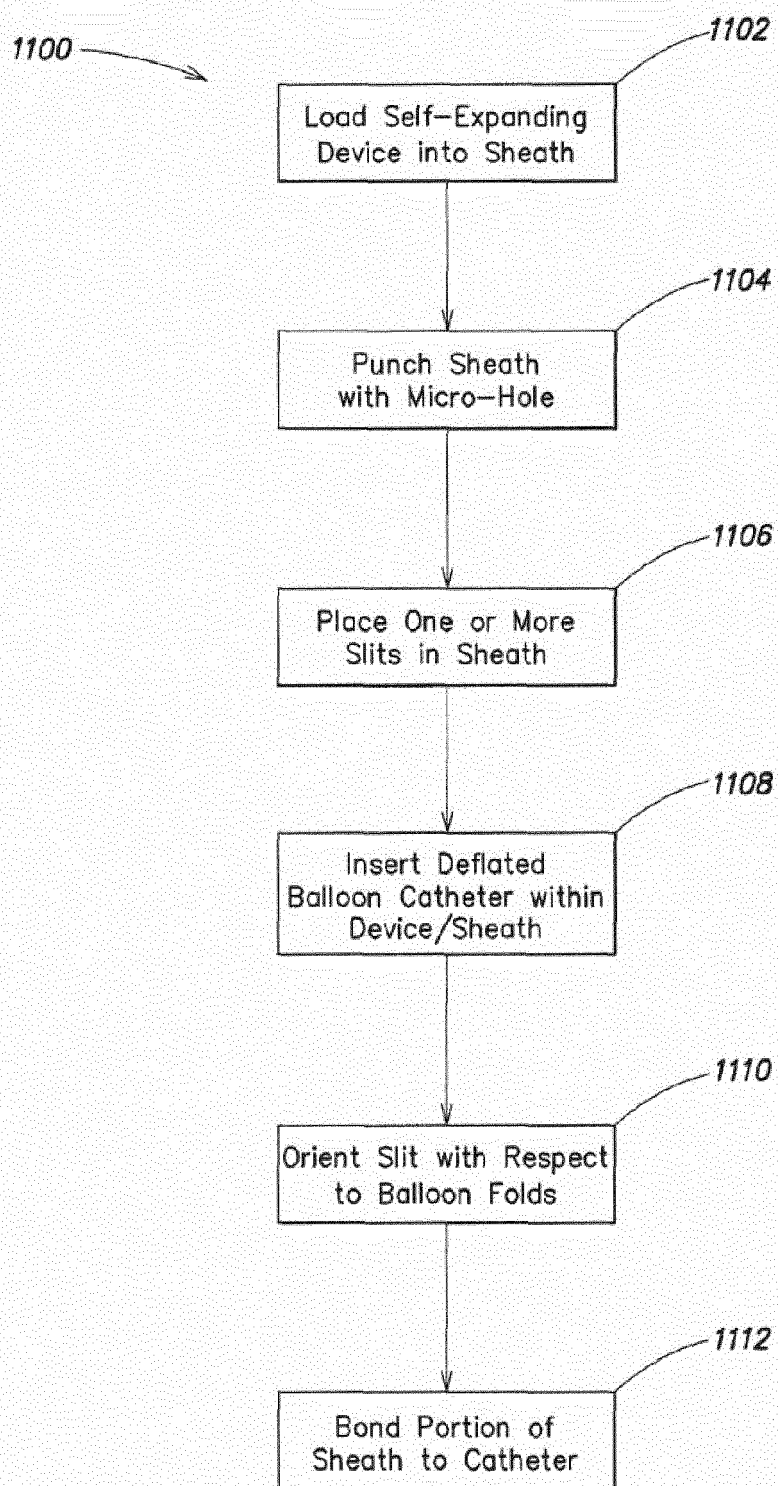 1100
1102
Load Self-Expanding
Device into Sheath
1104
Punch Sheath
with Micro-Hole
1106
Place One or More
Slits in Sheath
1108
Insert Deflated
Balloon Catheter within
Device/Sheath
1110
Orient Slit with Respect
to Balloon Folds
1112
Bond Portion of
Sheath to Catheter